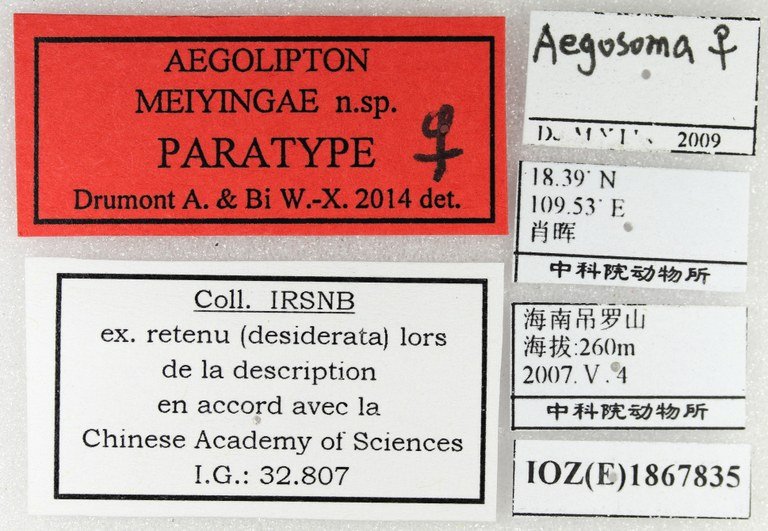 AEGOLIPTON
MEIYINGAE n.sp.
PARATYPE ♀
Drumont A. & Bi W.-X. 2014 det.
Coll. IRSNB
ex. retenu (desiderata) lors
de la description
en accord avec la
Chinese Academy of Sciences
I.G.: 32.807
Aegosoma ♀
2009
18.39' N
109.53' E
肖晖
中科院动物所
海南吊罗山
海拔:260m
2007.V.4
中科院动物所
IOZ(E)1867835